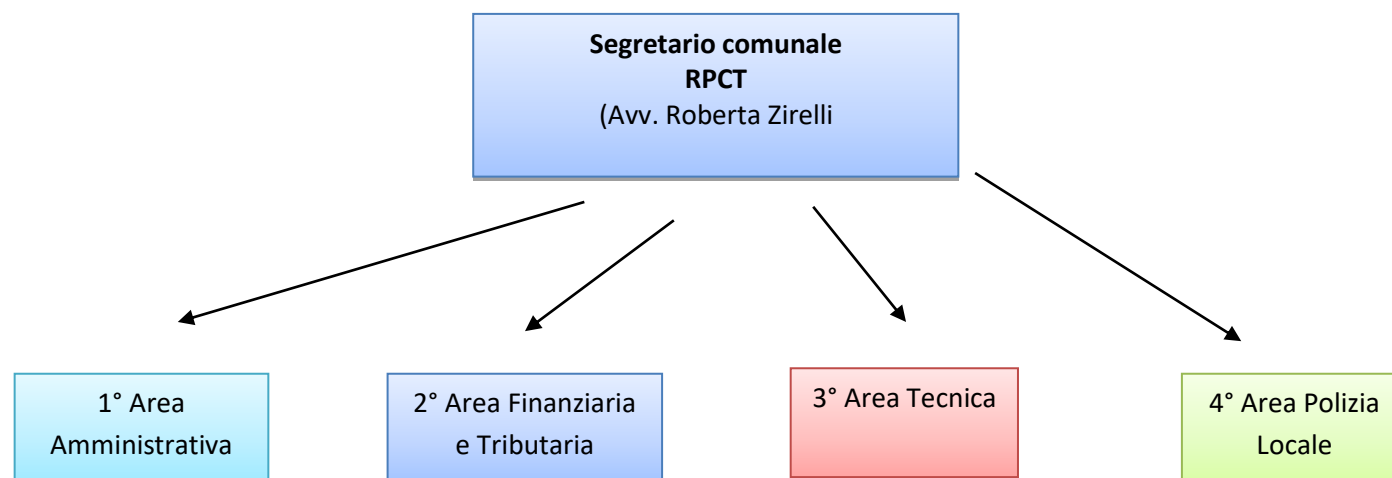 Segretario comunale
RPCT
(Avv. Roberta Zirelli
1° Area
Amministrativa
2° Area Finanziaria
e Tributaria
3° Area Tecnica
4° Area Polizia
Locale